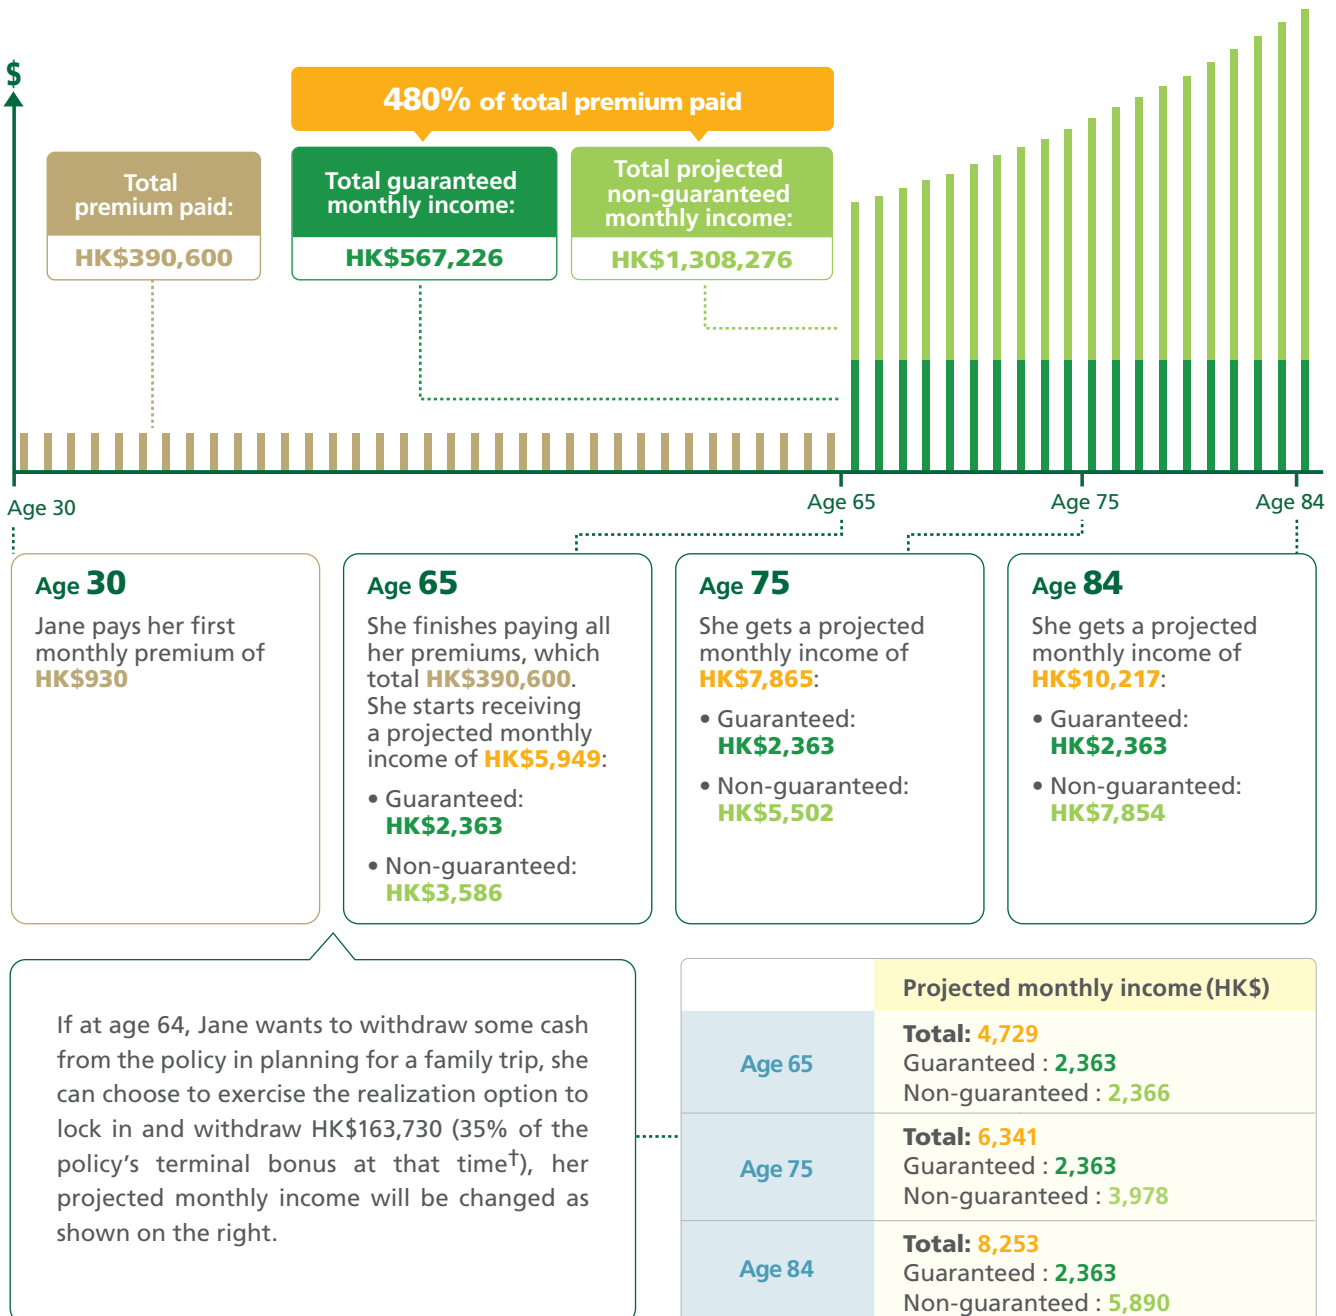 $
480% of total premium paid
Total
premium paid:
HK$390,600
Total guaranteed
monthly income:
HK$567,226
Total projected
non-guaranteed
monthly income:
HK$1,308,276
Age 30
Age 65
Age 75
Age 84
Age 30
Jane pays her first
monthly premium of
HK$930
Age 65
She finishes paying all
her premiums, which
total HK$390,600.
She starts receiving
a projected monthly
income of HK$5,949:
• Guaranteed:
HK$2,363
• Non-guaranteed:
HK$3,586
Age 75
She gets a projected
monthly income of
HK$7,865:
• Guaranteed:
HK$2,363
• Non-guaranteed:
HK$5,502
Age 84
She gets a projected
monthly income of
HK$10,217:
• Guaranteed:
HK$2,363
• Non-guaranteed:
HK$7,854
If at age 64, Jane wants to withdraw some cash
from the policy in planning for a family trip, she
can choose to exercise the realization option to
lock in and withdraw HK$163,730 (35% of the
policy's terminal bonus at that time†), her
projected monthly income will be changed as
shown on the right.
Projected monthly income (HK$)
Age 65
Total: 4,729
Guaranteed : 2,363
Non-guaranteed : 2,366
Age 75
Total: 6,341
Guaranteed : 2,363
Non-guaranteed : 3,978
Age 84
Total: 8,253
Guaranteed : 2,363
Non-guaranteed : 5,890